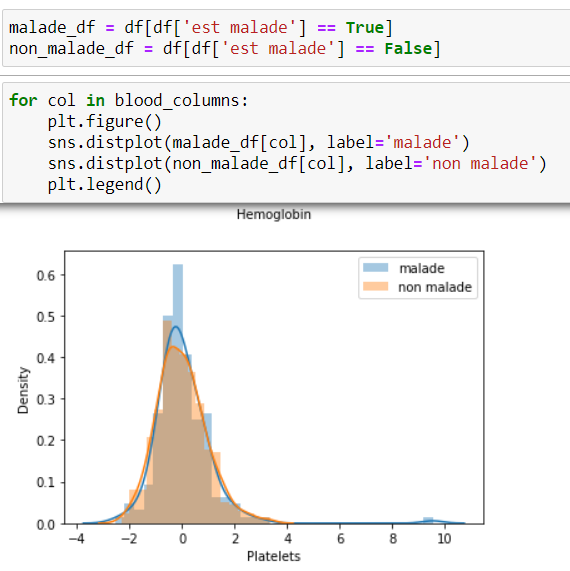 malade_df = df[df['est malade'] == True]
non_malade_df = df[df['est malade'] == False]
for col in blood_columns:
    plt.figure()
    sns.distplot(malade_df[col], label='malade')
    sns.distplot(non_malade_df[col], label='non malade')
    plt.legend()
Hemoglobin
malade
non malade
0.6
0.5
0.4
0.3
0.2
0.1
0.0
Density
−4 −2 0 2 4 6 8 10
Platelets